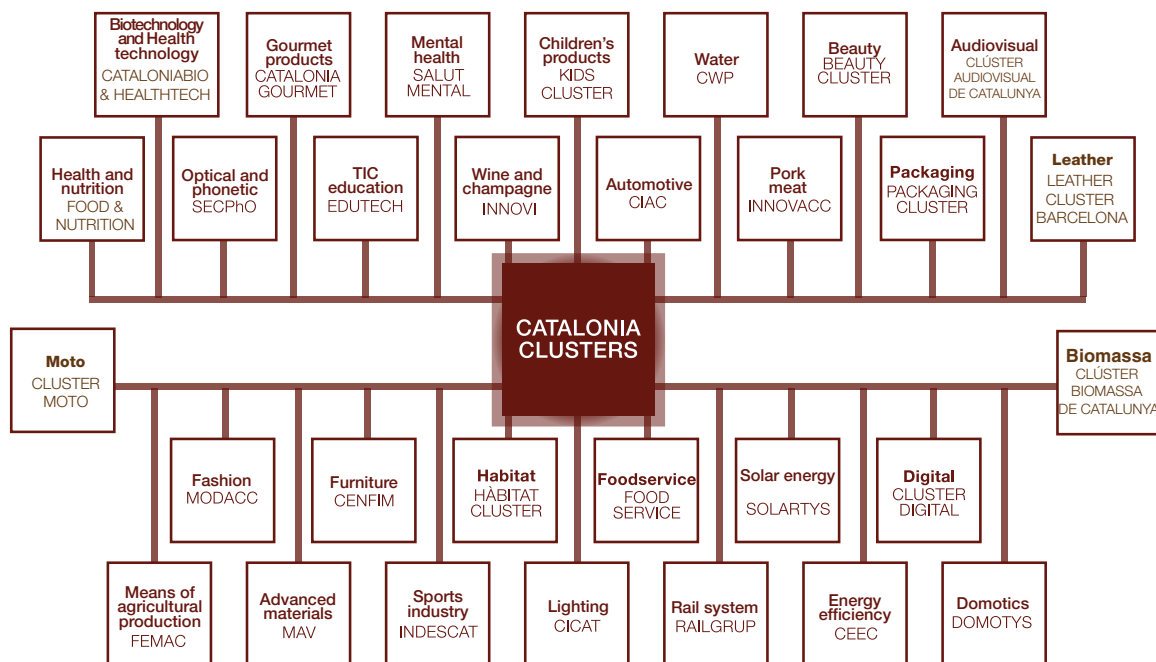 Biotechnology
and Health
technology
CATALONIABIO
& HEALTHTECH
Gourmet
products
CATALONIA
GOURMET
Mental
health
SALUT
MENTAL
Children's
products
KIDS
CLUSTER
Water
CWP
Beauty
BEAUTY
CLUSTER
Audiovisual
CLÚSTER
AUDIOVISUAL
DE CATALUNYA
Health and
nutrition
FOOD &
NUTRITION
Optical and
phonetic
SECPhO
TIC
education
EDUTECH
Wine and
champagne
INNOVI
Automotive
CIAC
Pork
meat
INNOVACC
Packaging
PACKAGING
CLUSTER
Leather
LEATHER
CLUSTER
BARCELONA
CATALONIA
CLUSTERS
Moto
CLUSTER
MOTO
Biomassa
CLÚSTER
BIOMASSA
DE CATALUNYA
Fashion
MODACC
Furniture
CENFIM
Habitat
HÀBITAT
CLUSTER
Foodservice
FOOD
SERVICE
Solar energy
SOLARTYS
Digital
CLUSTER
DIGITAL
Means of
agricultural
production
FEMAC
Advanced
materials
MAV
Sports
industry
INDESCAT
Lighting
CICAT
Rail system
RAILGRUP
Energy
efficiency
CEEC
Domotics
DOMOTYS